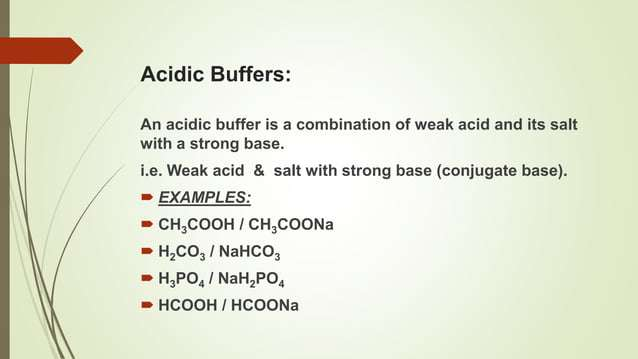 Acidic Buffers:
An acidic buffer is a combination of weak acid and its salt
with a strong base.
i.e. Weak acid & salt with strong base (conjugate base).
EXAMPLES:
CH₃COOH / CH₃COONa
H₂CO₃ / NaHCO₃
H₃PO₄ / NaH₂PO₄
HCOOH / HCOONa